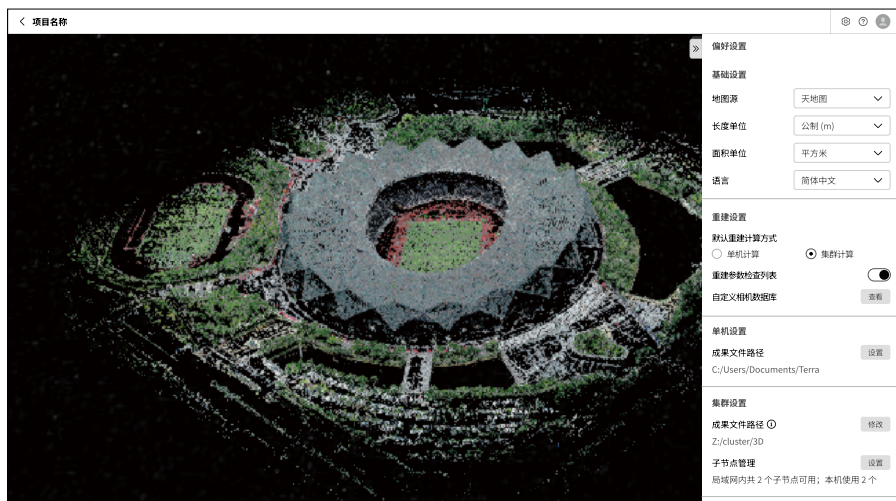 项目名称
偏好设置
基础设置
地图源 天地图
长度单位 公制 (m)
面积单位 平方米
语言 简体中文
重建设置
默认重建计算方式
单机计算 集群计算
重建参数检查列表
自定义相机数据库 查看
单机设置
成果文件路径 设置
C:/Users/Documents/Terra
集群设置
成果文件路径 修改
Z:/cluster/3D
子节点管理 设置
局域网内共 2 个子节点可用；本机使用 2 个